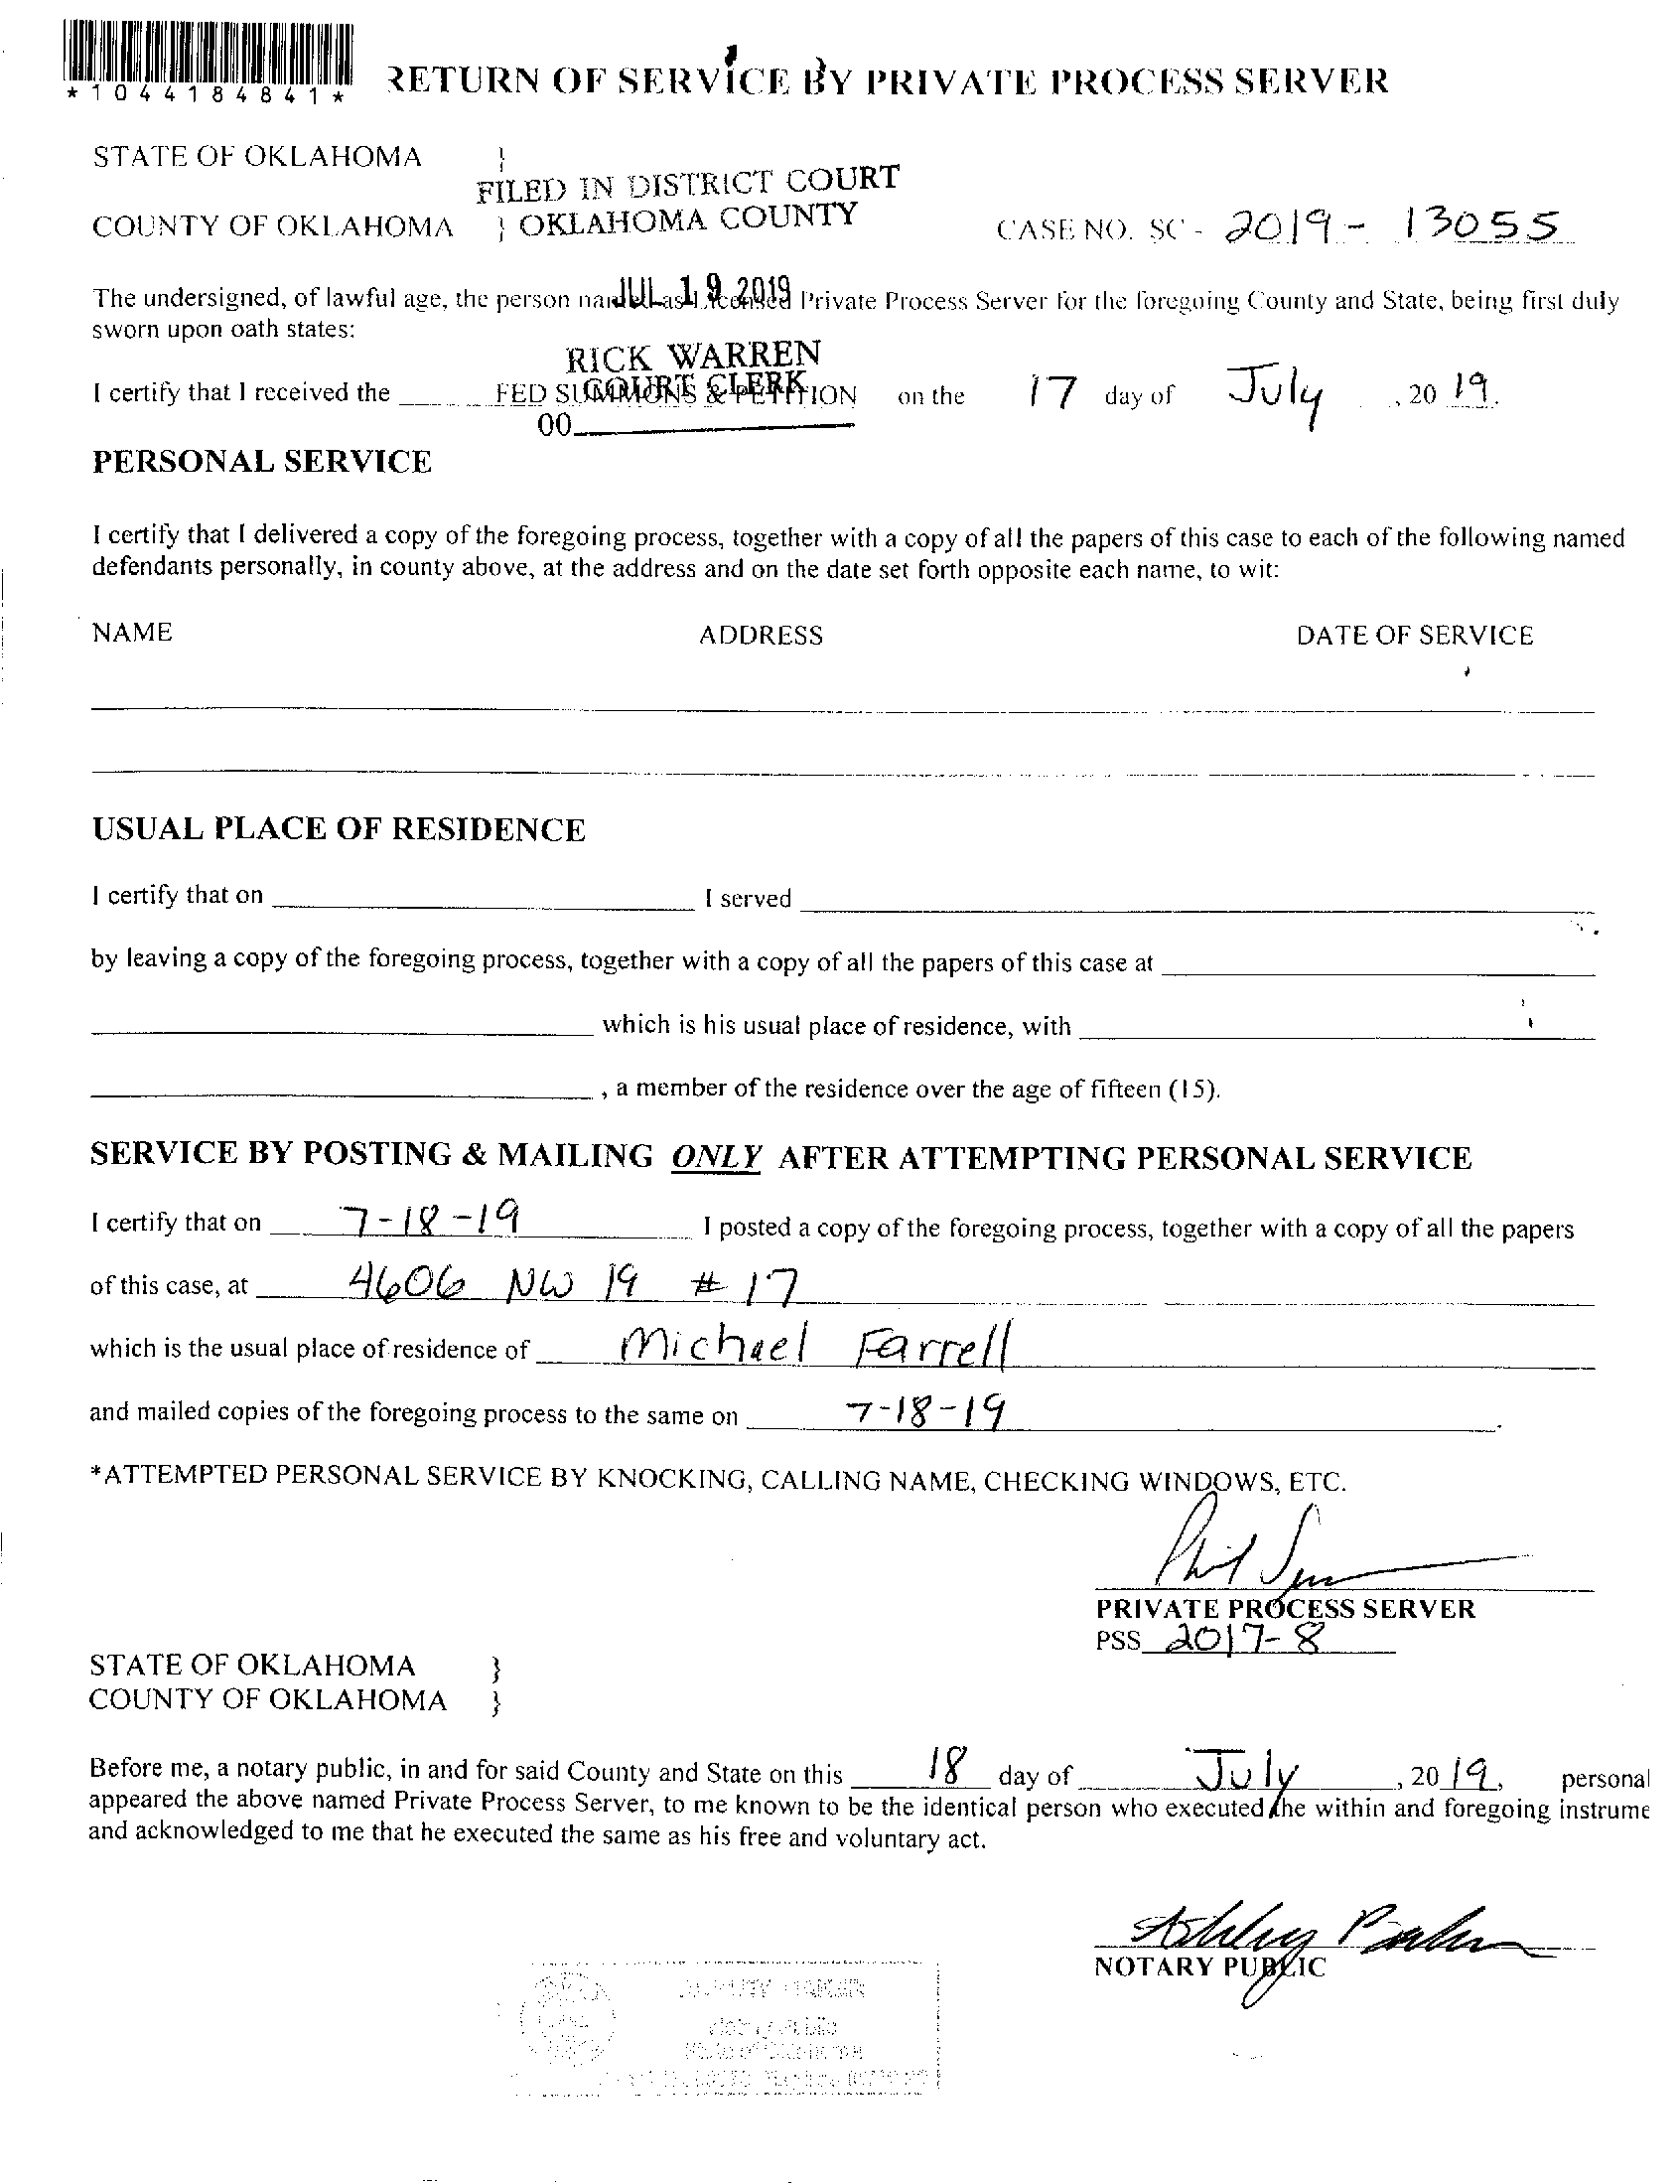 *1044184841*
RETURN OF SERVICE BY PRIVATE PROCESS SERVER
STATE OF OKLAHOMA }
FILED IN DISTRICT COURT
COUNTY OF OKLAHOMA } OKLAHOMA COUNTY CASE NO. SC - 2019 - 13055
JUL 19 2019
The undersigned, of lawful age, the person named as Licensed Private Process Server for the foregoing County and State, being first duly
sworn upon oath states:
RICK WARREN
COURT CLERK
I certify that I received the FED SUMMONS & PETITION on the 17 day of July, 2019.
00
PERSONAL SERVICE
I certify that I delivered a copy of the foregoing process, together with a copy of all the papers of this case to each of the following named
defendants personally, in county above, at the address and on the date set forth opposite each name, to wit:
NAME ADDRESS DATE OF SERVICE
USUAL PLACE OF RESIDENCE
I certify that on I served
by leaving a copy of the foregoing process, together with a copy of all the papers of this case at
which is his usual place of residence, with
, a member of the residence over the age of fifteen (15).
SERVICE BY POSTING & MAILING ONLY AFTER ATTEMPTING PERSONAL SERVICE
I certify that on 7-18-19 I posted a copy of the foregoing process, together with a copy of all the papers
of this case, at 4606 NW 19 # 17
which is the usual place of residence of Michael Farrell
and mailed copies of the foregoing process to the same on 7-18-19.
*ATTEMPTED PERSONAL SERVICE BY KNOCKING, CALLING NAME, CHECKING WINDOWS, ETC.
PRIVATE PROCESS SERVER
PSS 2017-8
STATE OF OKLAHOMA }
COUNTY OF OKLAHOMA }
Before me, a notary public, in and for said County and State on this 18 day of July, 2019, personal
appeared the above named Private Process Server, to me known to be the identical person who executed the within and foregoing instrume
and acknowledged to me that he executed the same as his free and voluntary act.
Ashley
NOTARY PUBLIC
Notary Public